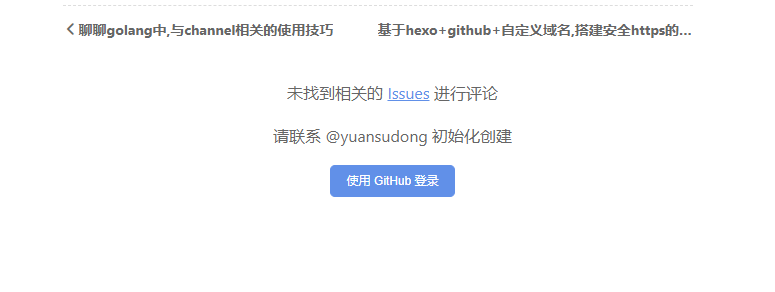 聊聊golang中,与channel相关的使用技巧
基于hexo+github+自定义域名,搭建安全https的...
未找到相关的 Issues 进行评论
请联系 @yuansudong 初始化创建
使用 GitHub 登录